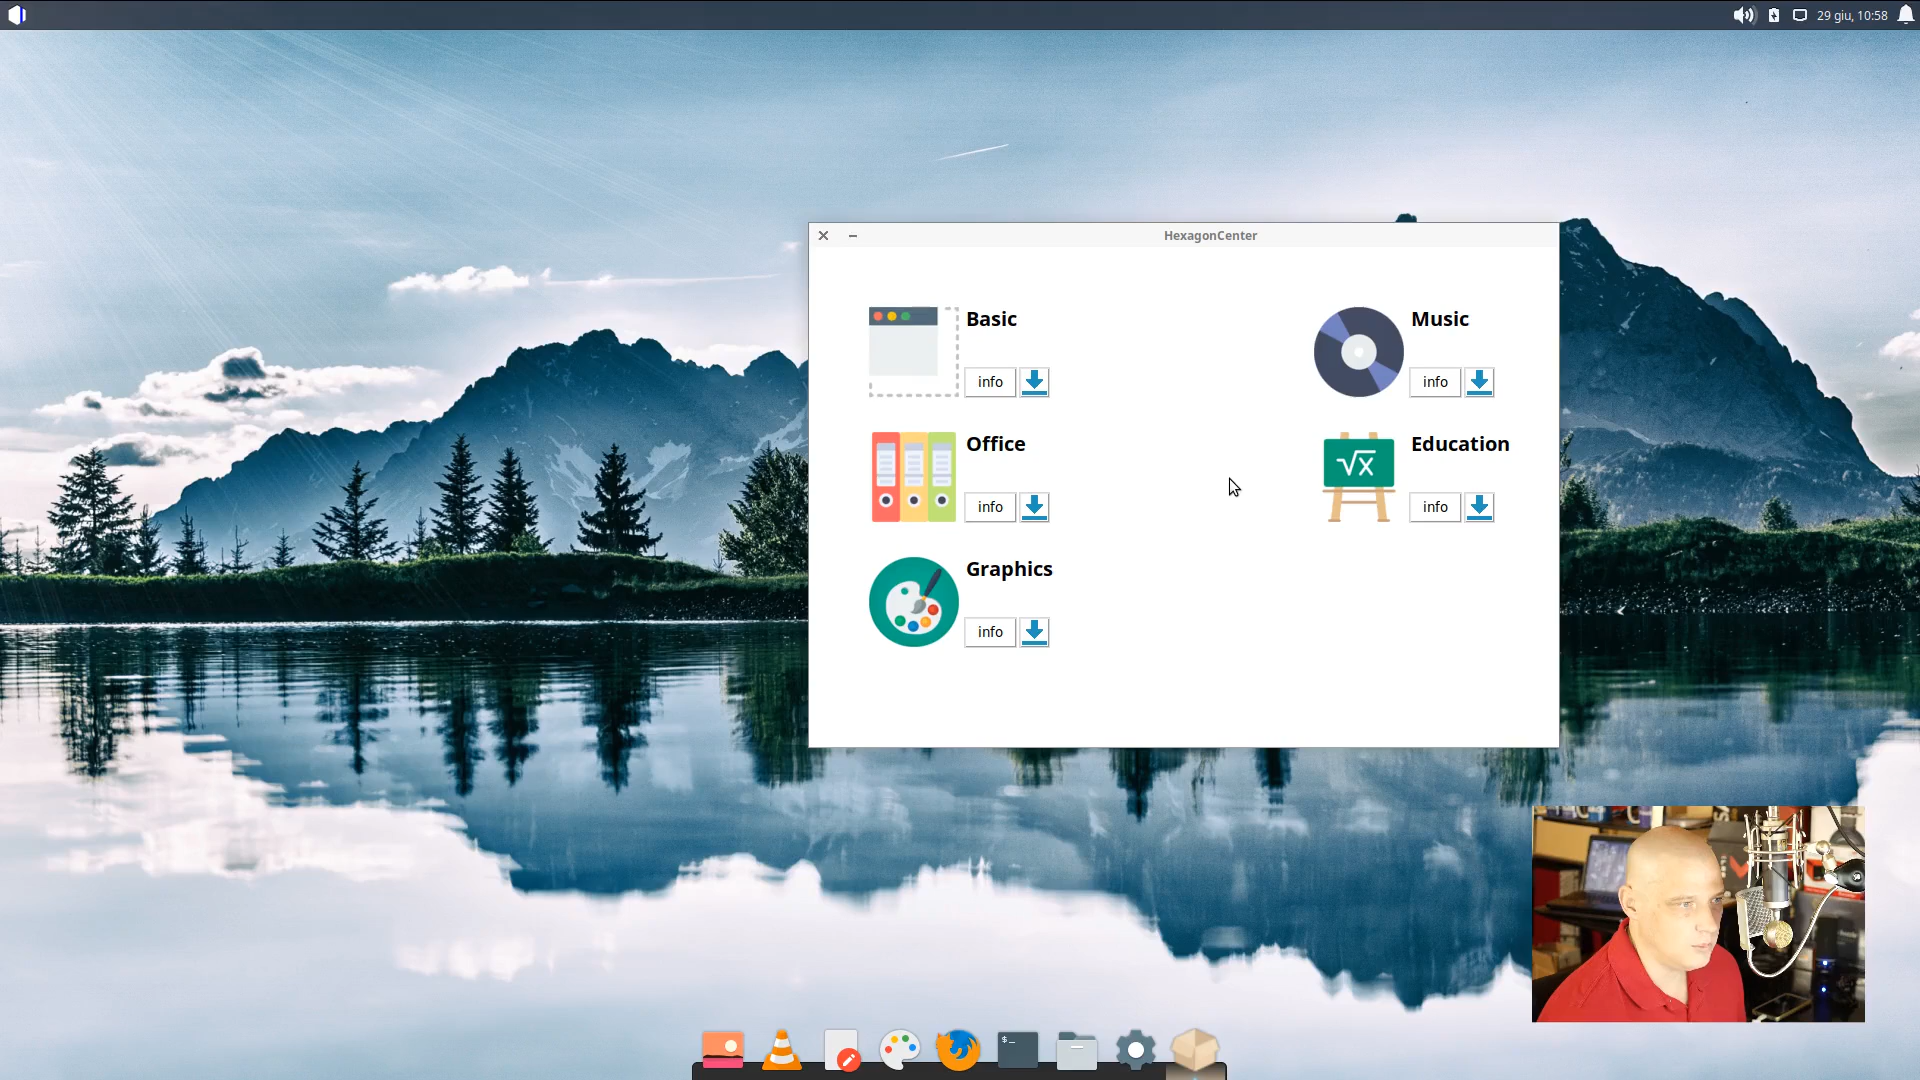 29 giu, 10:58
HexagonCenter
Basic
info
Music
info
Office
info
√x
Education
info
Graphics
info
$_